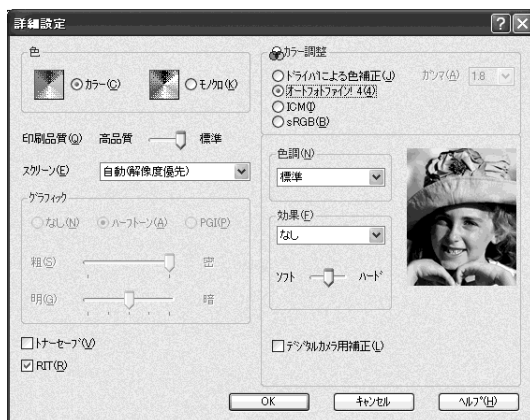 詳細設定
色
カラー(C)
モノクロ(K)
印刷品質(Q) 高品質 標準
スクリーン(E) 自動(解像度優先)
グラフィック
なし(N) ハーフトーン(A) PGI(P)
粗(S) 密
明(G) 暗
トナーセーブ(V)
RIT(R)
カラー調整
ドライバによる色補正(J) ガンマ(A) 1.8
オートフォトファイン!4(4)
ICM(I)
sRGB(B)
色調(N)
標準
効果(F)
なし
ソフト ハード
デジタルカメラ用補正(L)
OK キャンセル ヘルプ(H)